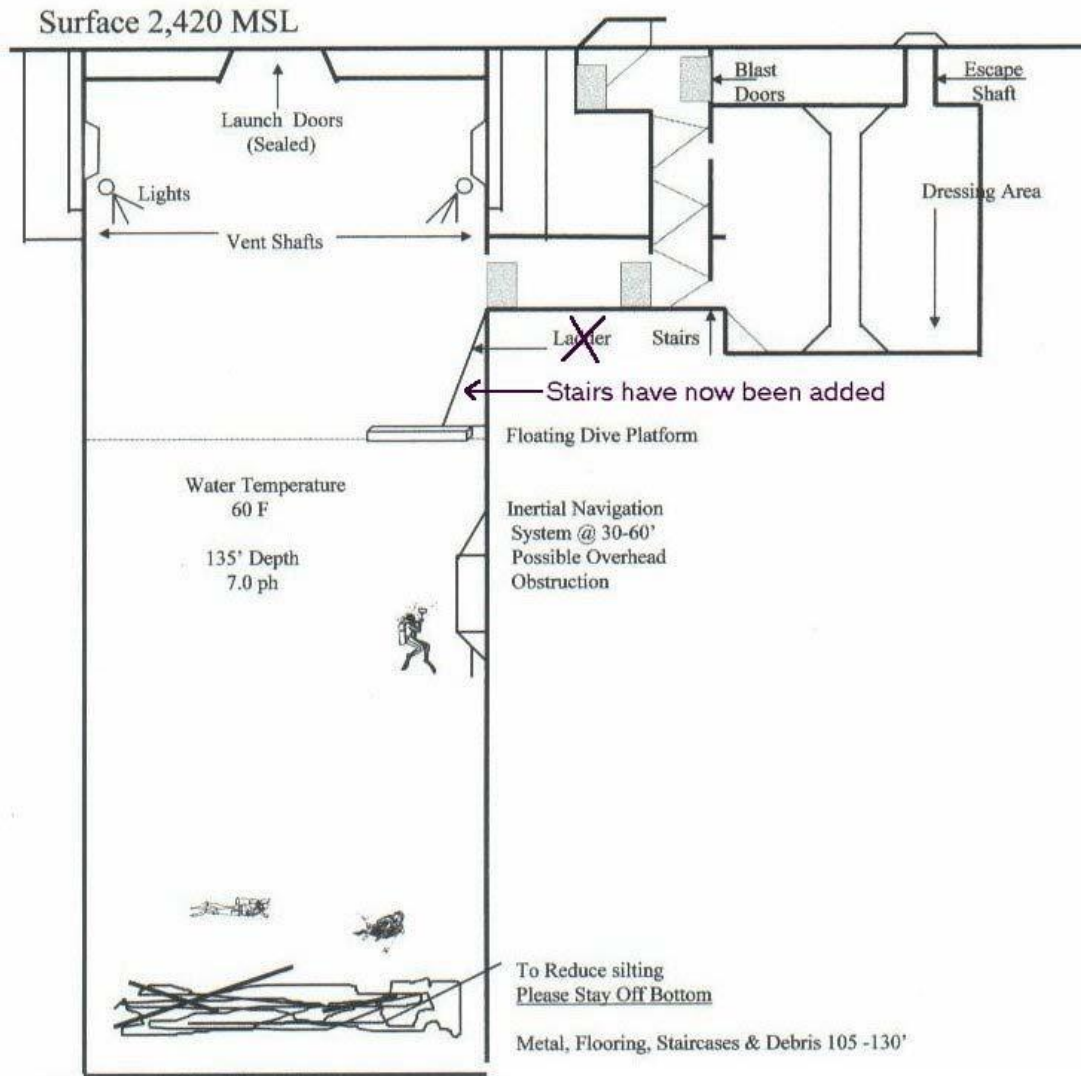 Surface 2,420 MSL
Launch Doors
(Sealed)
Blast
Doors
Escape
Shaft
Lights
Vent Shafts
Dressing Area
Ladder
Stairs
Stairs have now been added
Floating Dive Platform
Water Temperature
60 F
135' Depth
7.0 ph
Inertial Navigation
System @ 30-60'
Possible Overhead
Obstruction
To Reduce silting
Please Stay Off Bottom
Metal, Flooring, Staircases & Debris 105 -130'